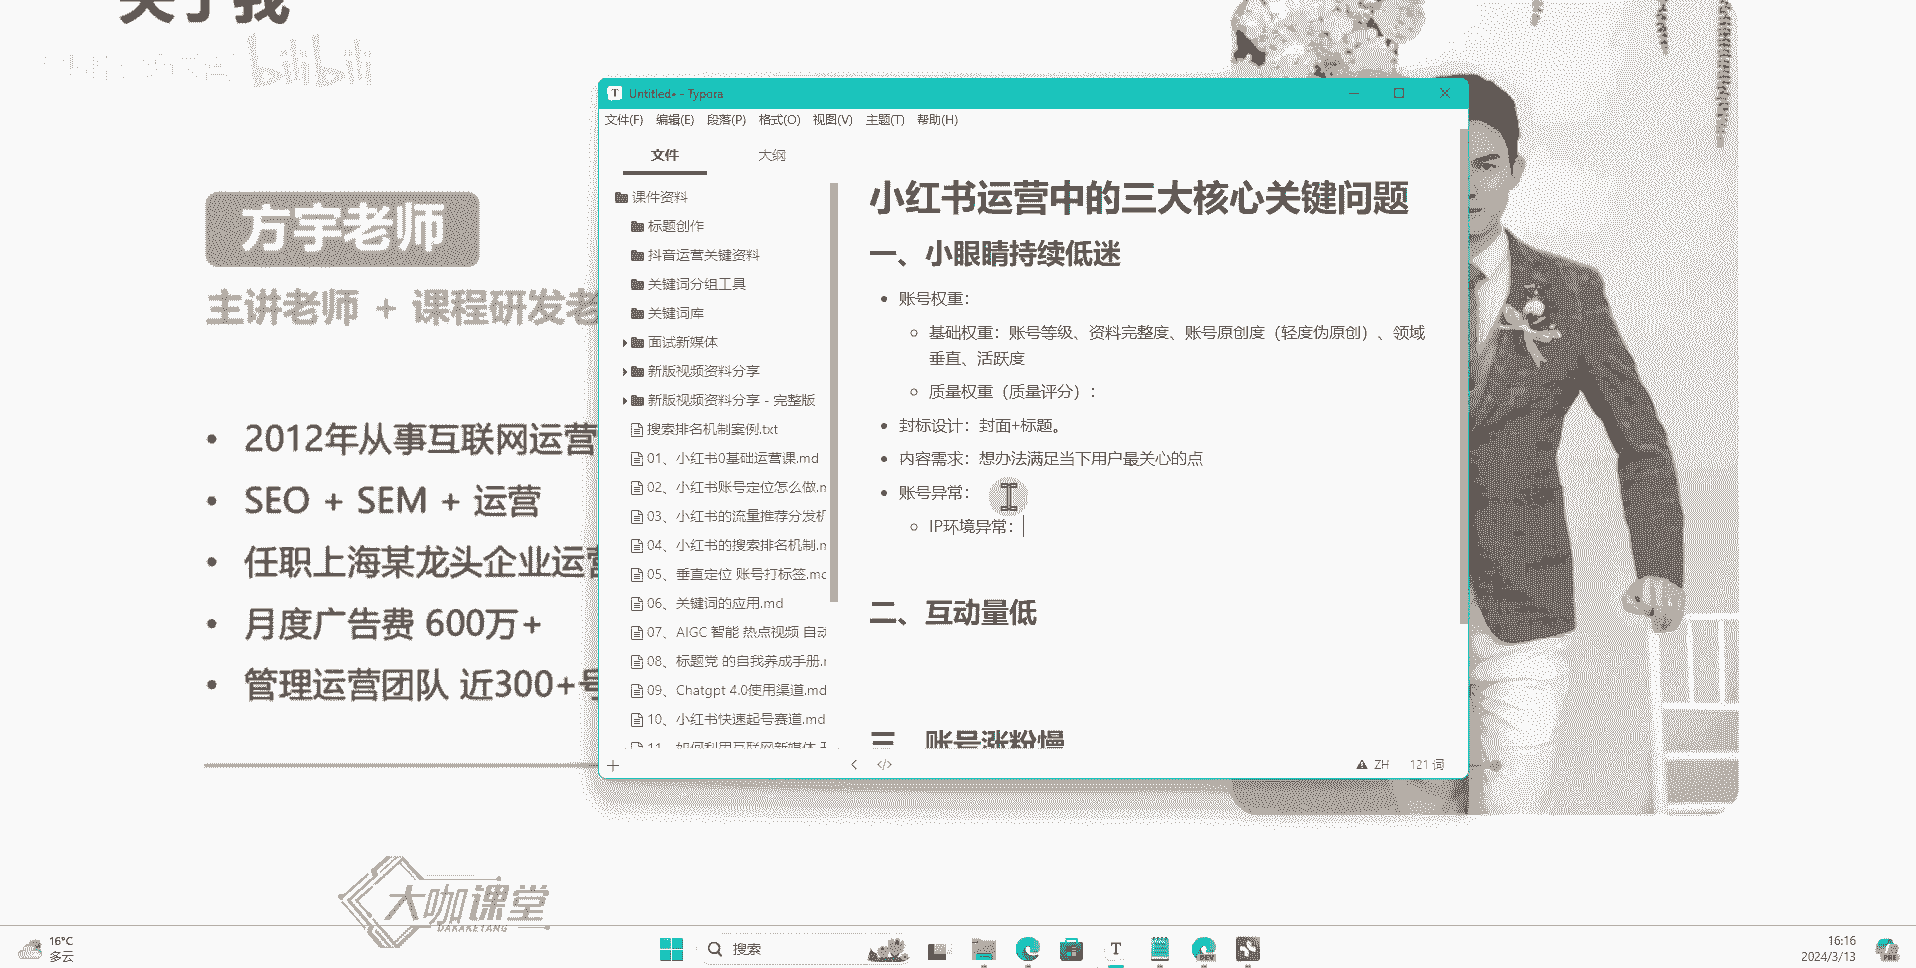 关于我
bilibili
方宇老师
主讲老师 + 课程研发老
2012年从事互联网运营
SEO + SEM + 运营
任职上海某龙头企业运营
月度广告费 600万+
管理运营团队 近300+号
Untitled• - Typora
文件(F) 编辑(E) 段落(P) 格式(O) 视图(V) 主题(T) 帮助(H)
文件 大纲
课件资料
标题创作
抖音运营关键资料
关键词分组工具
关键词库
面试新媒体
新版视频资料分享
新版视频资料分享 - 完整版
搜索排名机制案例.txt
01、小红书0基础运营课.md
02、小红书账号定位怎么做.m
03、小红书的流量推荐分发机
04、小红书的搜索排名机制.m
05、垂直定位 账号打标签.md
06、关键词的应用.md
07、AIGC 智能 热点视频 自动
08、标题党 的自我养成手册.m
09、Chatgpt 4.0使用渠道.md
10、小红书快速起号赛道.md
11、如何利用互联网新媒体
小红书运营中的三大核心关键问题
一、小眼睛持续低迷
账号权重：
基础权重：账号等级、资料完整度、账号原创度（轻度伪原创）、领域
垂直、活跃度
质量权重（质量评分）：
封标设计：封面+标题。
内容需求：想办法满足当下用户最关心的点
账号异常：
IP环境异常：
二、互动量低
三、账号涨粉慢
ZH 121 词
大咖课堂
DAKAKETANG
16°C
多云
搜索
16:16
2024/3/13